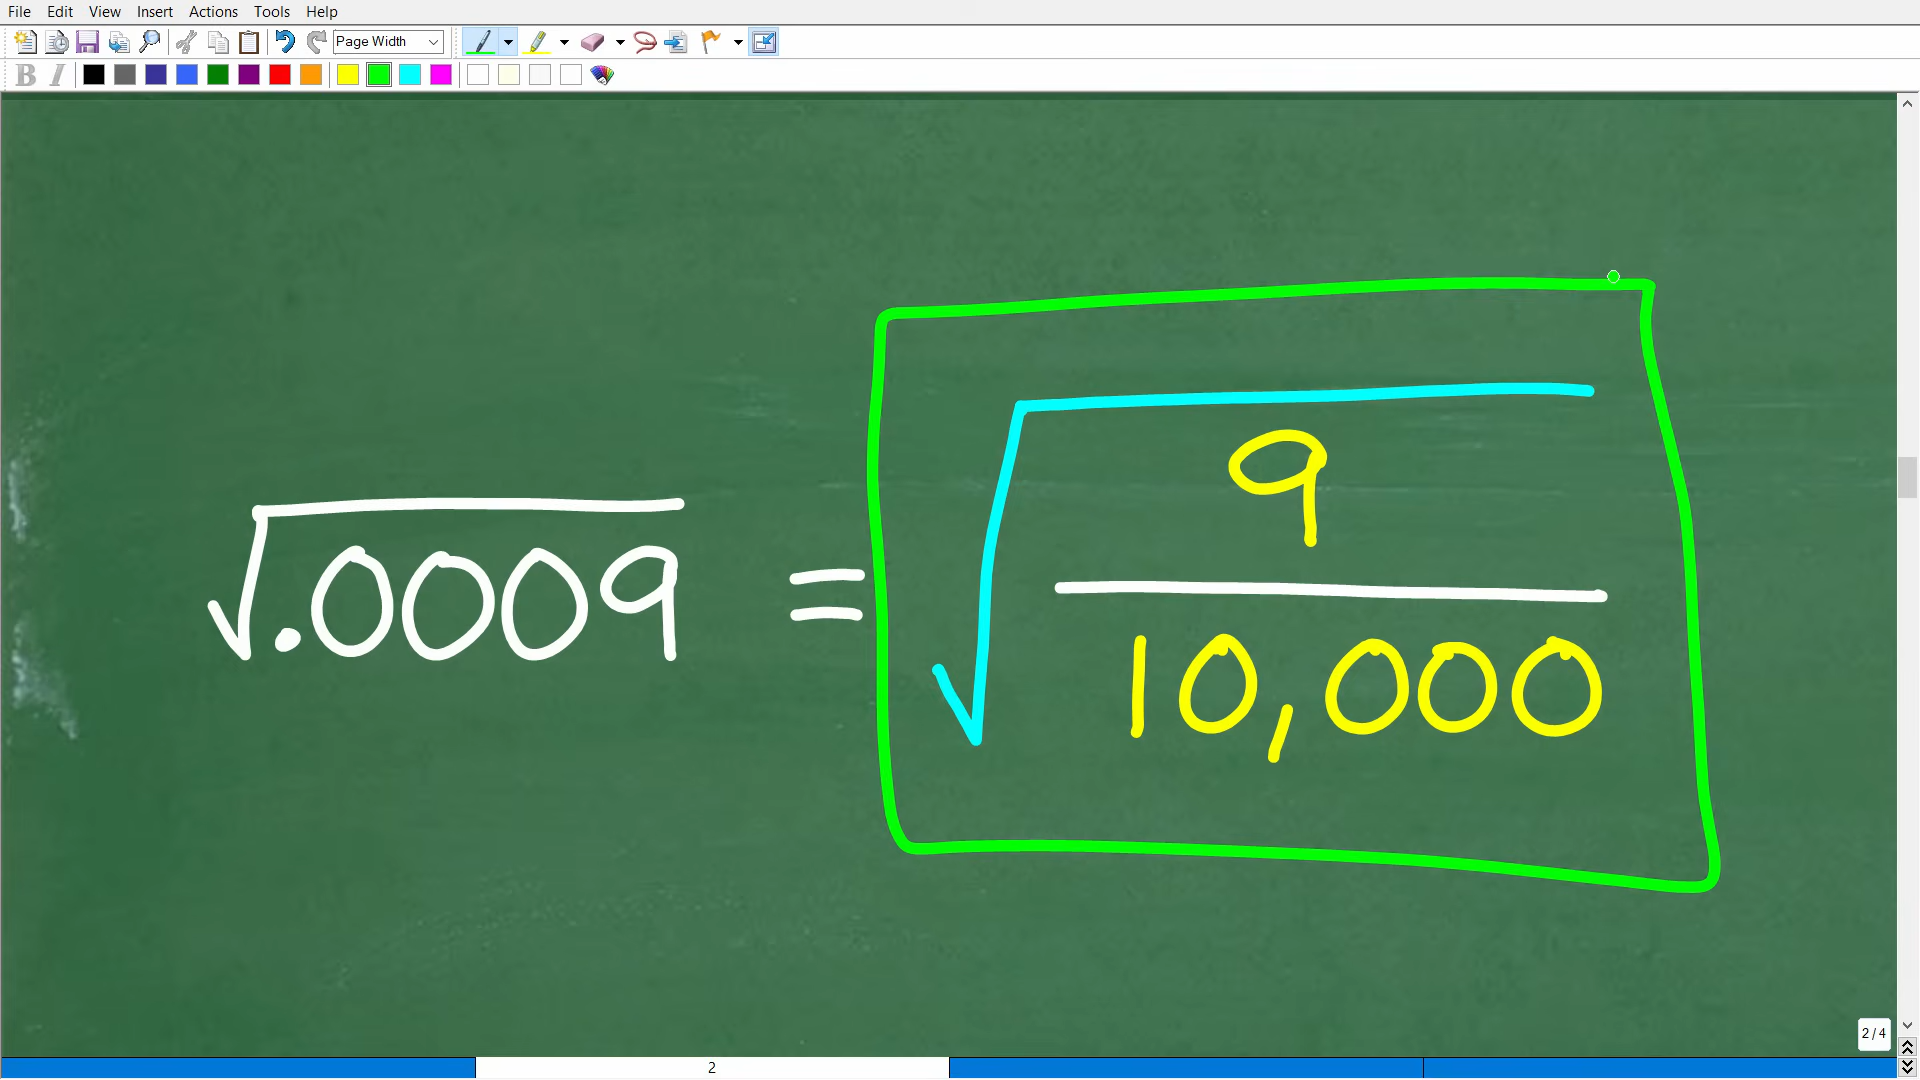 File Edit View Insert Actions Tools Help
Page Width
B I
√.0009 = √9/10,000
2 / 4
2